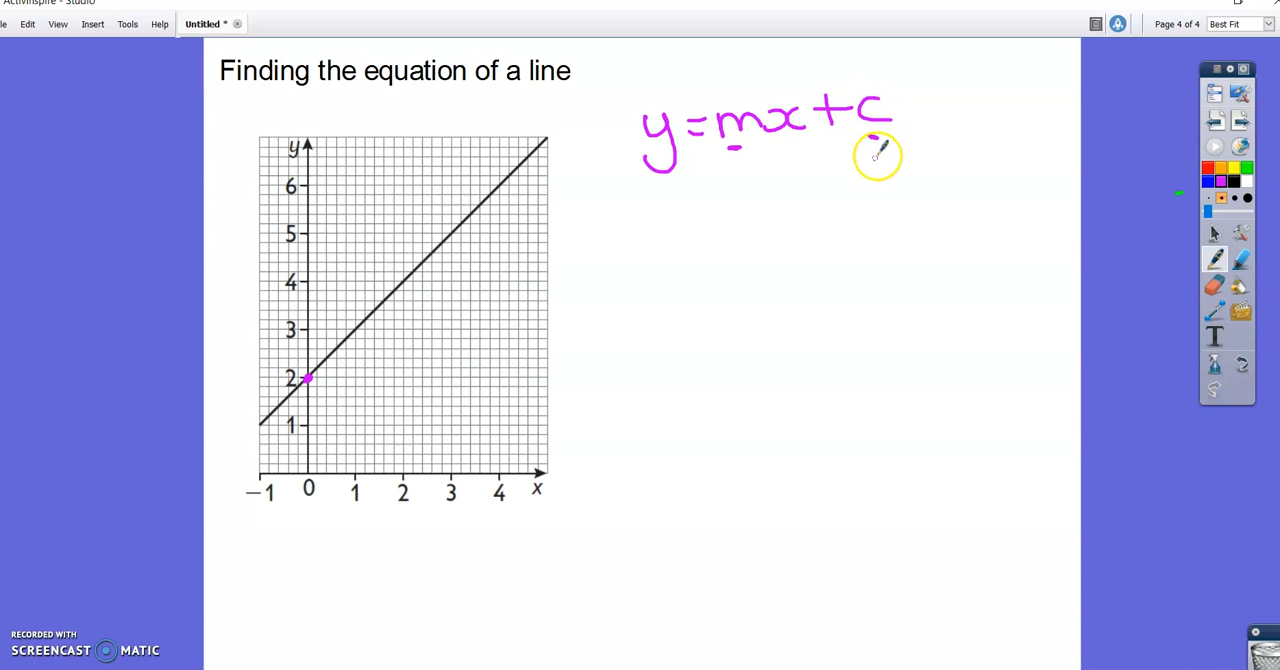 ActivInspire - Studio
le Edit View Insert Tools Help Untitled * Page 4 of 4 Best Fit
Finding the equation of a line
y=mx+c
y
6
5
4
3
2
1
−1 0 1 2 3 4 x
T
RECORDED WITH
SCREENCAST MATIC